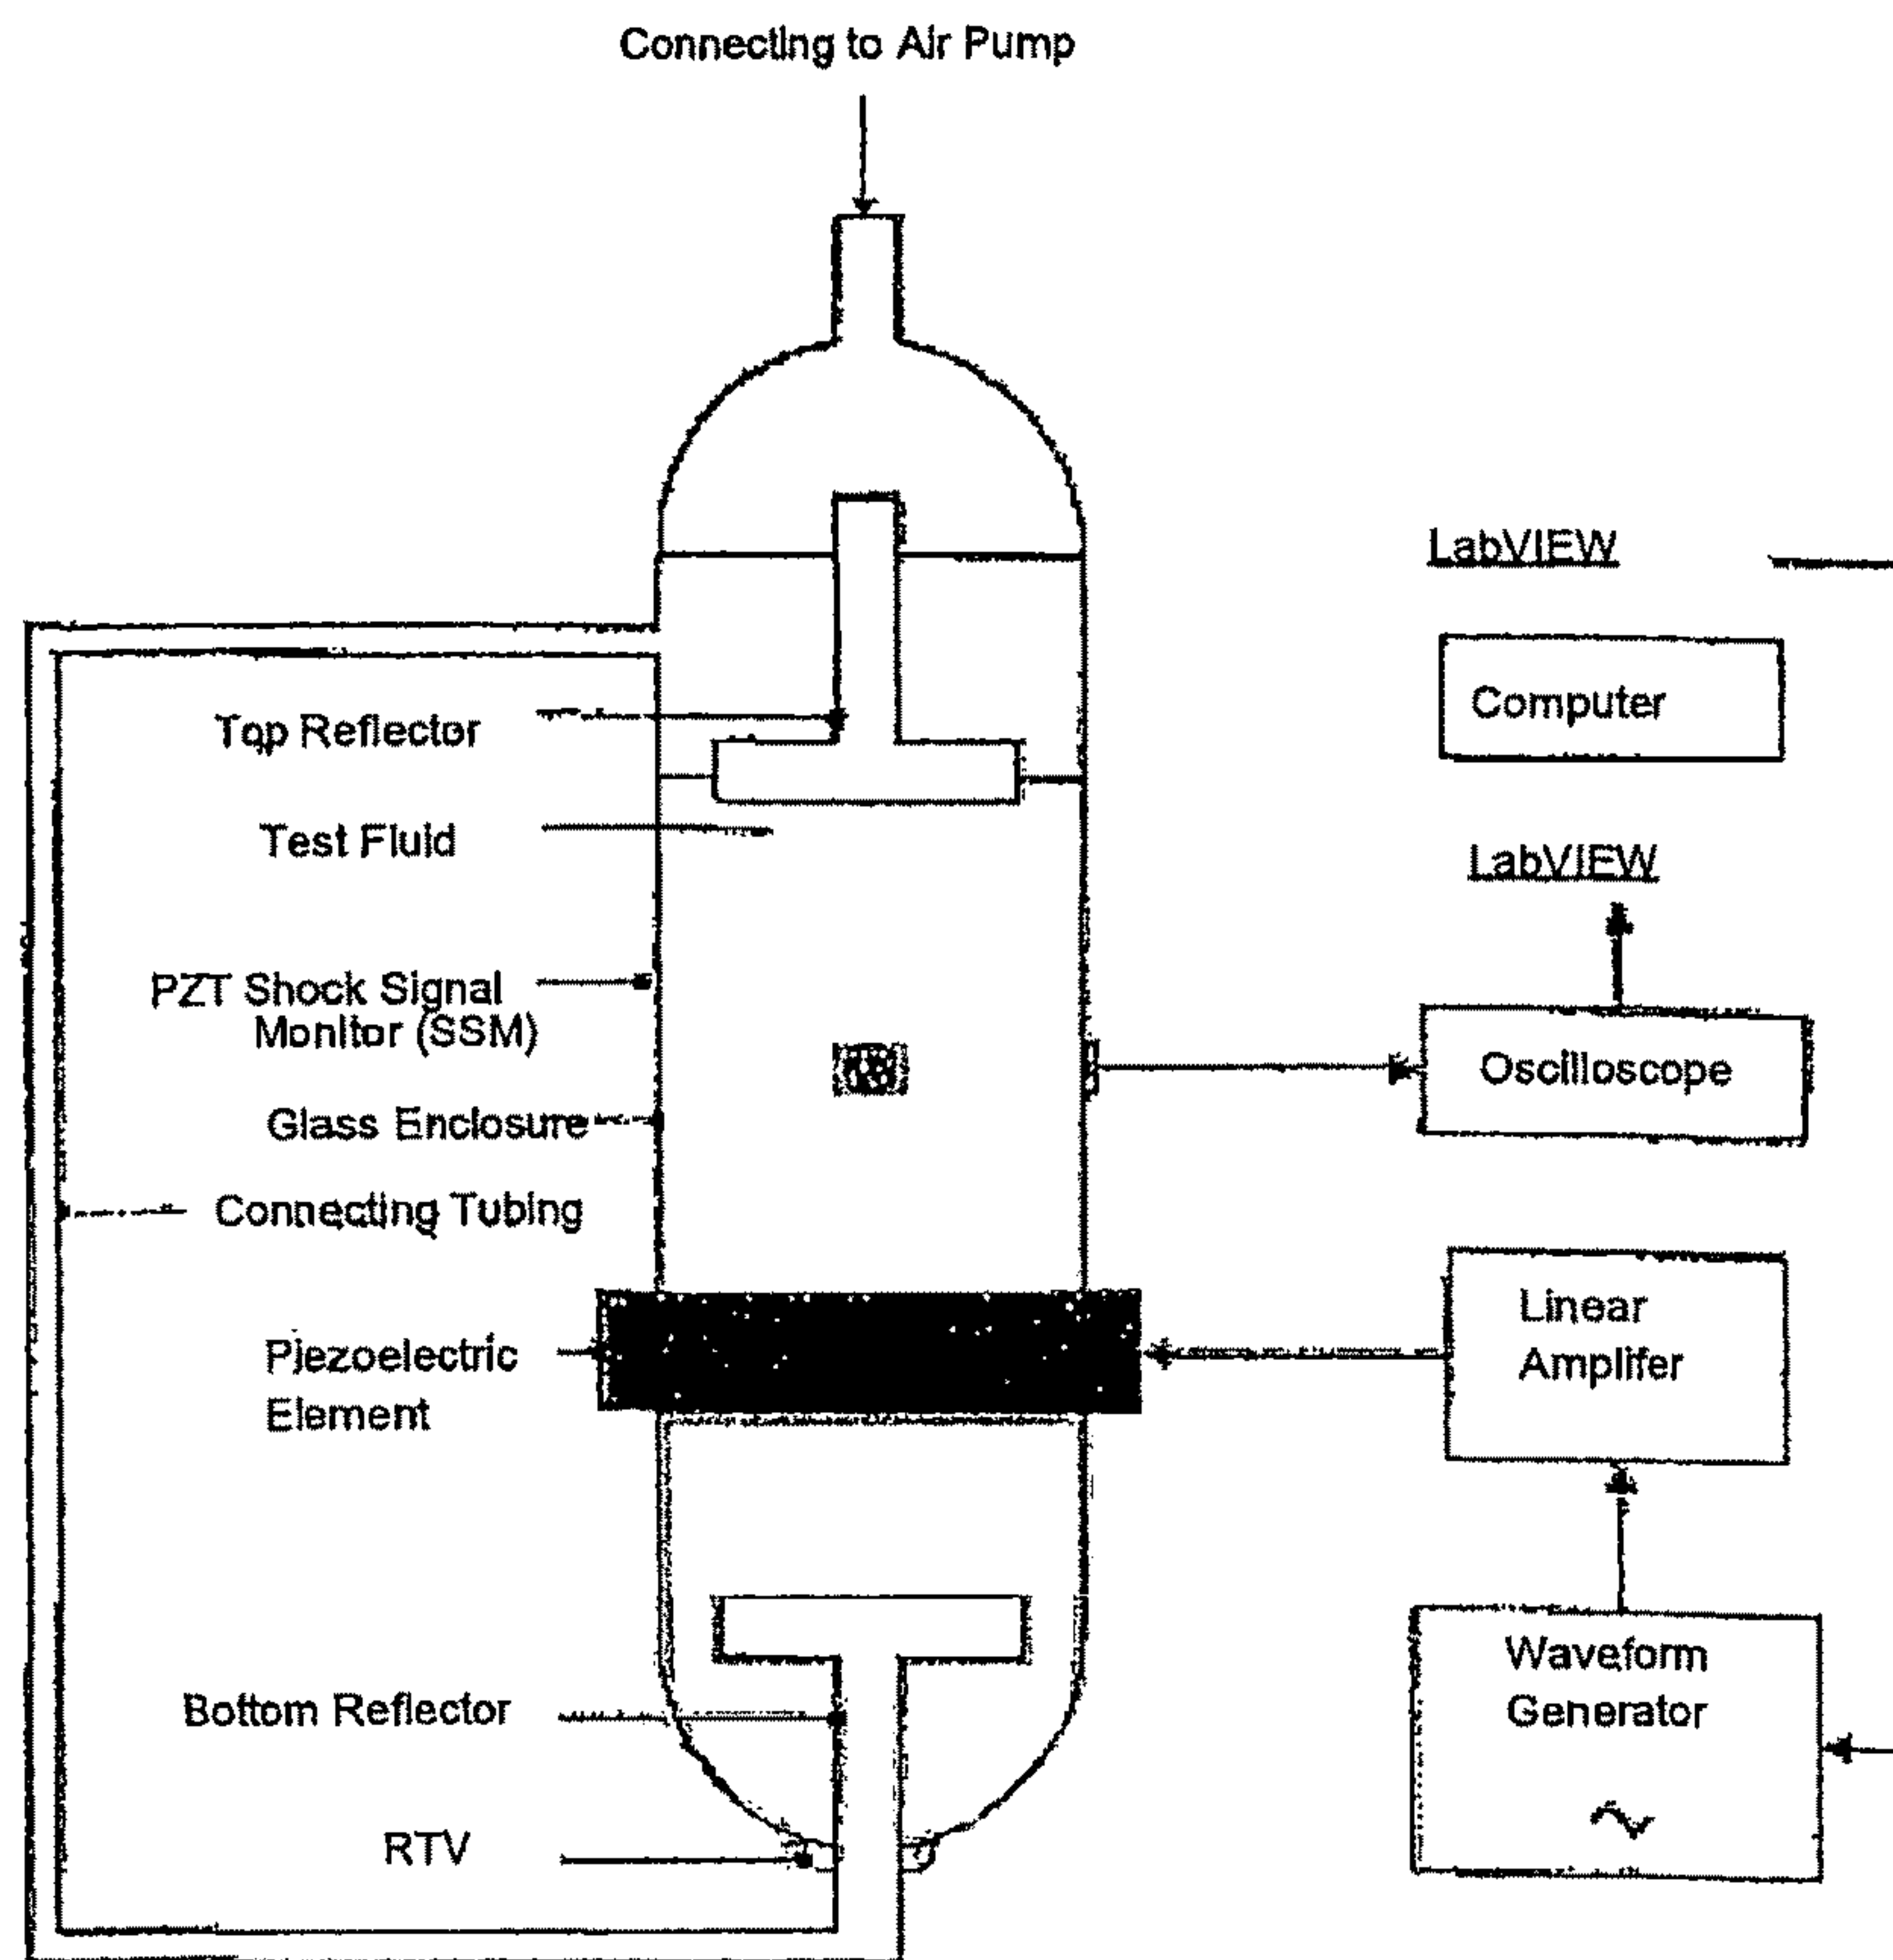 Connecting to Air Pump
LabVIEW
Computer
Top Reflector
Test Fluid
LabVIEW
PZT Shock Signal
Monitor (SSM)
Oscilloscope
Glass Enclosure
Connecting Tubing
Linear
Amplifer
Piezoelectric
Element
Waveform
Generator
Bottom Reflector
RTV